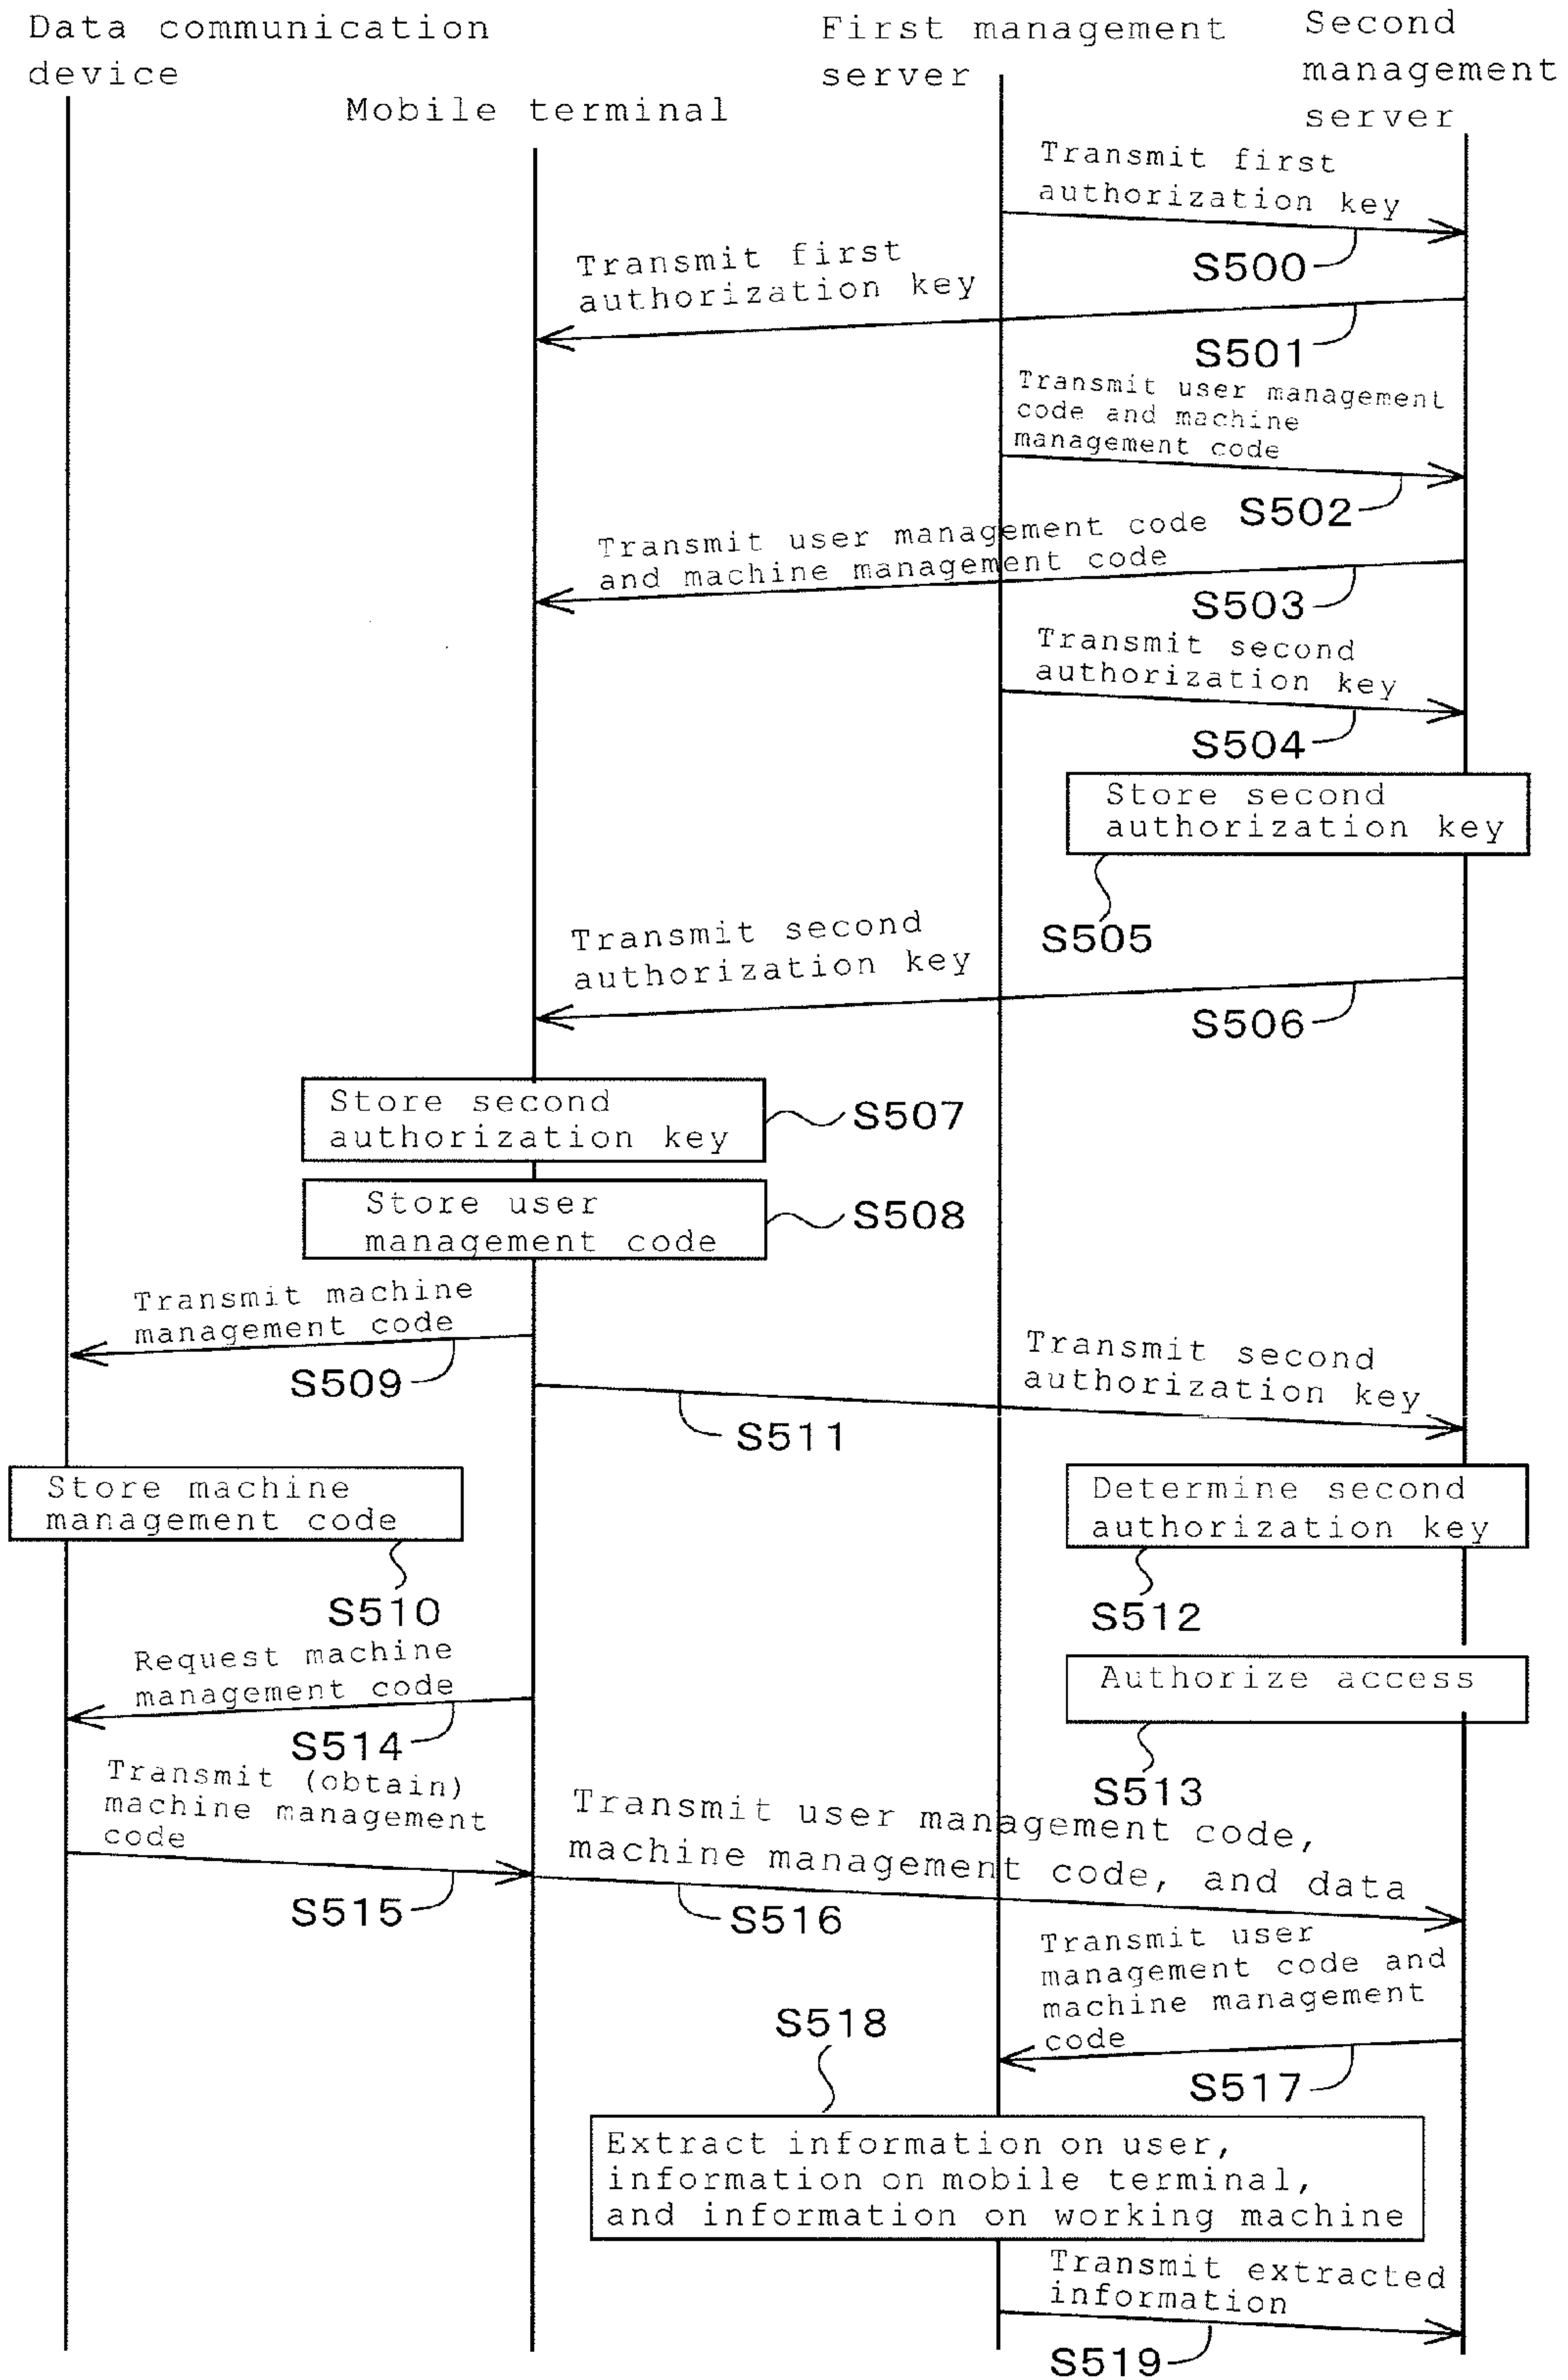 Data communication
device
Mobile terminal
First management
server
Second
management
server
Transmit first
authorization key
S500
Transmit first
authorization key
S501
Transmit user management
code and machine
management code
S502
Transmit user management code
and machine management code
S503
Transmit second
authorization key
S504
Store second
authorization key
S505
Transmit second
authorization key
S506
Store second
authorization key
S507
Store user
management code
S508
Transmit machine
management code
S509
Transmit second
authorization key
S511
Store machine
management code
S510
Determine second
authorization key
S512
Request machine
management code
S514
Authorize access
S513
Transmit (obtain)
machine management
code
S515
Transmit user management code,
machine management code, and data
S516
Transmit user
management code and
machine management
code
S517
S518
Extract information on user,
information on mobile terminal,
and information on working machine
Transmit extracted
information
S519